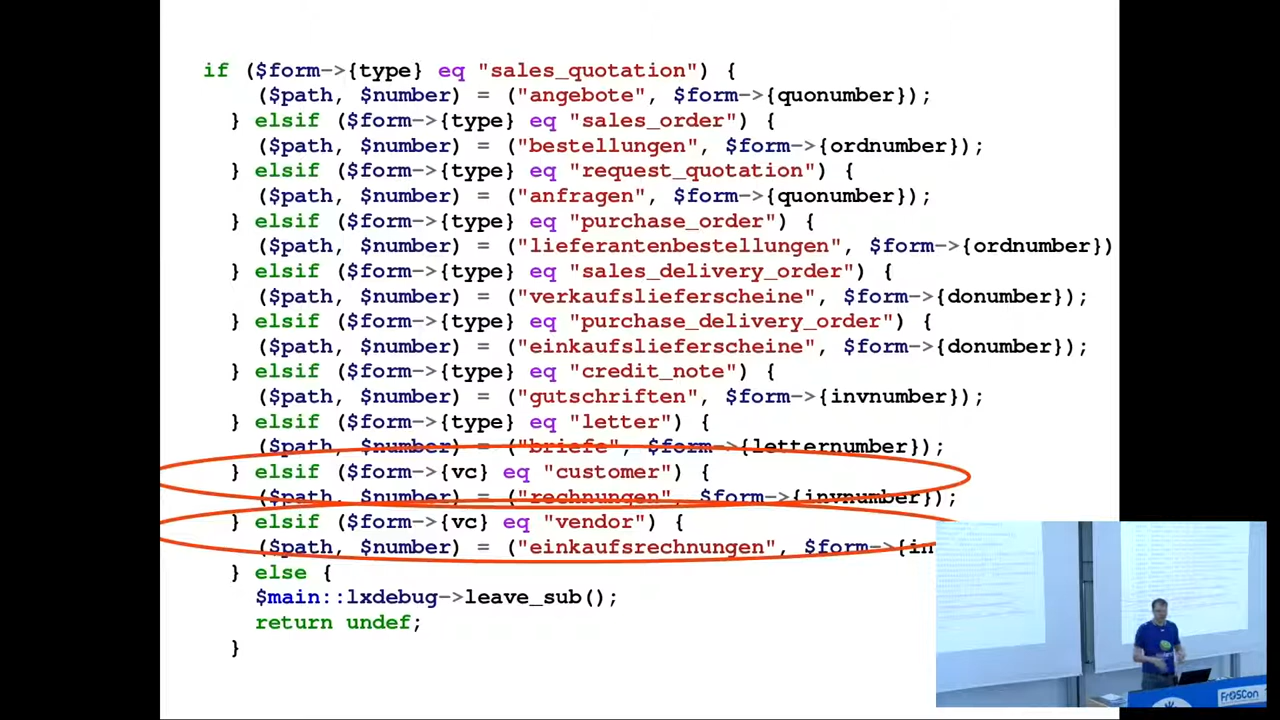 if ($form->{type} eq "sales_quotation") {
($path, $number) = ("angebote", $form->{quonumber});
} elsif ($form->{type} eq "sales_order") {
($path, $number) = ("bestellungen", $form->{ordnumber});
} elsif ($form->{type} eq "request_quotation") {
($path, $number) = ("anfragen", $form->{quonumber});
} elsif ($form->{type} eq "purchase_order") {
($path, $number) = ("lieferantenbestellungen", $form->{ordnumber})
} elsif ($form->{type} eq "sales_delivery_order") {
($path, $number) = ("verkaufslieferscheine", $form->{donumber});
} elsif ($form->{type} eq "purchase_delivery_order") {
($path, $number) = ("einkaufslieferscheine", $form->{donumber});
} elsif ($form->{type} eq "credit_note") {
($path, $number) = ("gutschriften", $form->{invnumber});
} elsif ($form->{type} eq "letter") {
($path, $number) = ("briefe", $form->{letternumber});
} elsif ($form->{vc} eq "customer") {
($path, $number) = ("rechnungen", $form->{invnumber});
} elsif ($form->{vc} eq "vendor") {
($path, $number) = ("einkaufsrechnungen", $form->{in
} else {
$main::lxdebug->leave_sub();
return undef;
}
FrOSCon